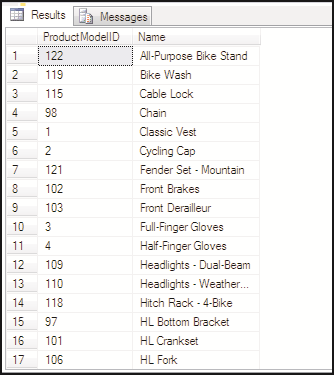 Results Messages
ProductModelID Name
1 122 All-Purpose Bike Stand
2 119 Bike Wash
3 115 Cable Lock
4 98 Chain
5 1 Classic Vest
6 2 Cycling Cap
7 121 Fender Set - Mountain
8 102 Front Brakes
9 103 Front Derailleur
10 3 Full-Finger Gloves
11 4 Half-Finger Gloves
12 109 Headlights - Dual-Beam
13 110 Headlights - Weather...
14 118 Hitch Rack - 4-Bike
15 97 HL Bottom Bracket
16 101 HL Crankset
17 106 HL Fork